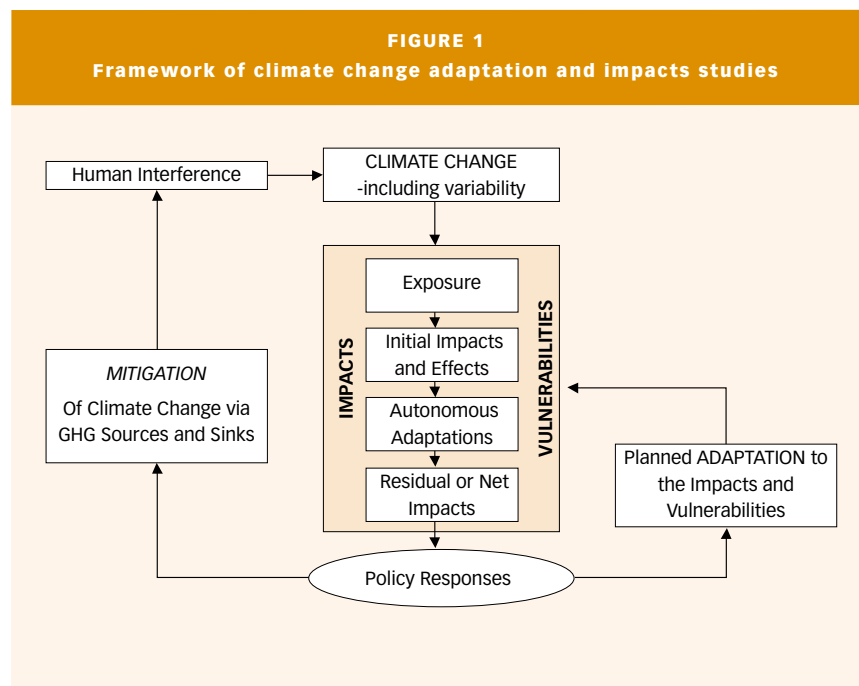 FIGURE 1
Framework of climate change adaptation and impacts studies
Human Interference
CLIMATE CHANGE
-including variability
Exposure
Initial Impacts
and Effects
Autonomous
Adaptations
Residual or Net
Impacts
IMPACTS
VULNERABILITIES
MITIGATION
Of Climate Change via
GHG Sources and Sinks
Planned ADAPTATION to
the Impacts and
Vulnerabilities
Policy Responses